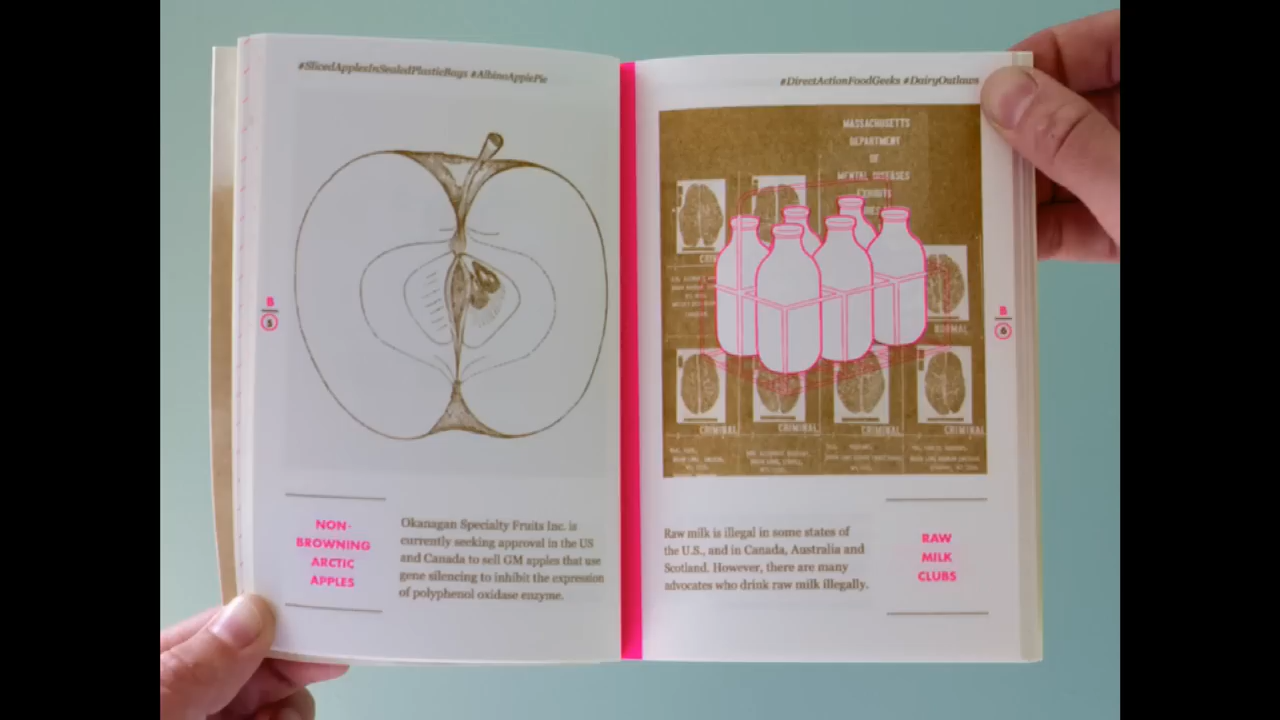 #SlicedApplesInSealedPlasticBags #AlbinoApplePie
B
5
NON-
BROWNING
ARCTIC
APPLES
Okanagan Specialty Fruits Inc. is
currently seeking approval in the US
and Canada to sell GM apples that use
gene silencing to inhibit the expression
of polyphenol oxidase enzyme.
#DirectActionFoodGeeks #DairyOutlaws
MASSACHUSETTS
DEPARTMENT
OF
MENTAL DISEASES
EXHIBITS
NORMAL
CRIMINAL
CRIMINAL
CRIMINAL
CRIMINAL
B
6
Raw milk is illegal in some states of
the U.S., and in Canada, Australia and
Scotland. However, there are many
advocates who drink raw milk illegally.
RAW
MILK
CLUBS